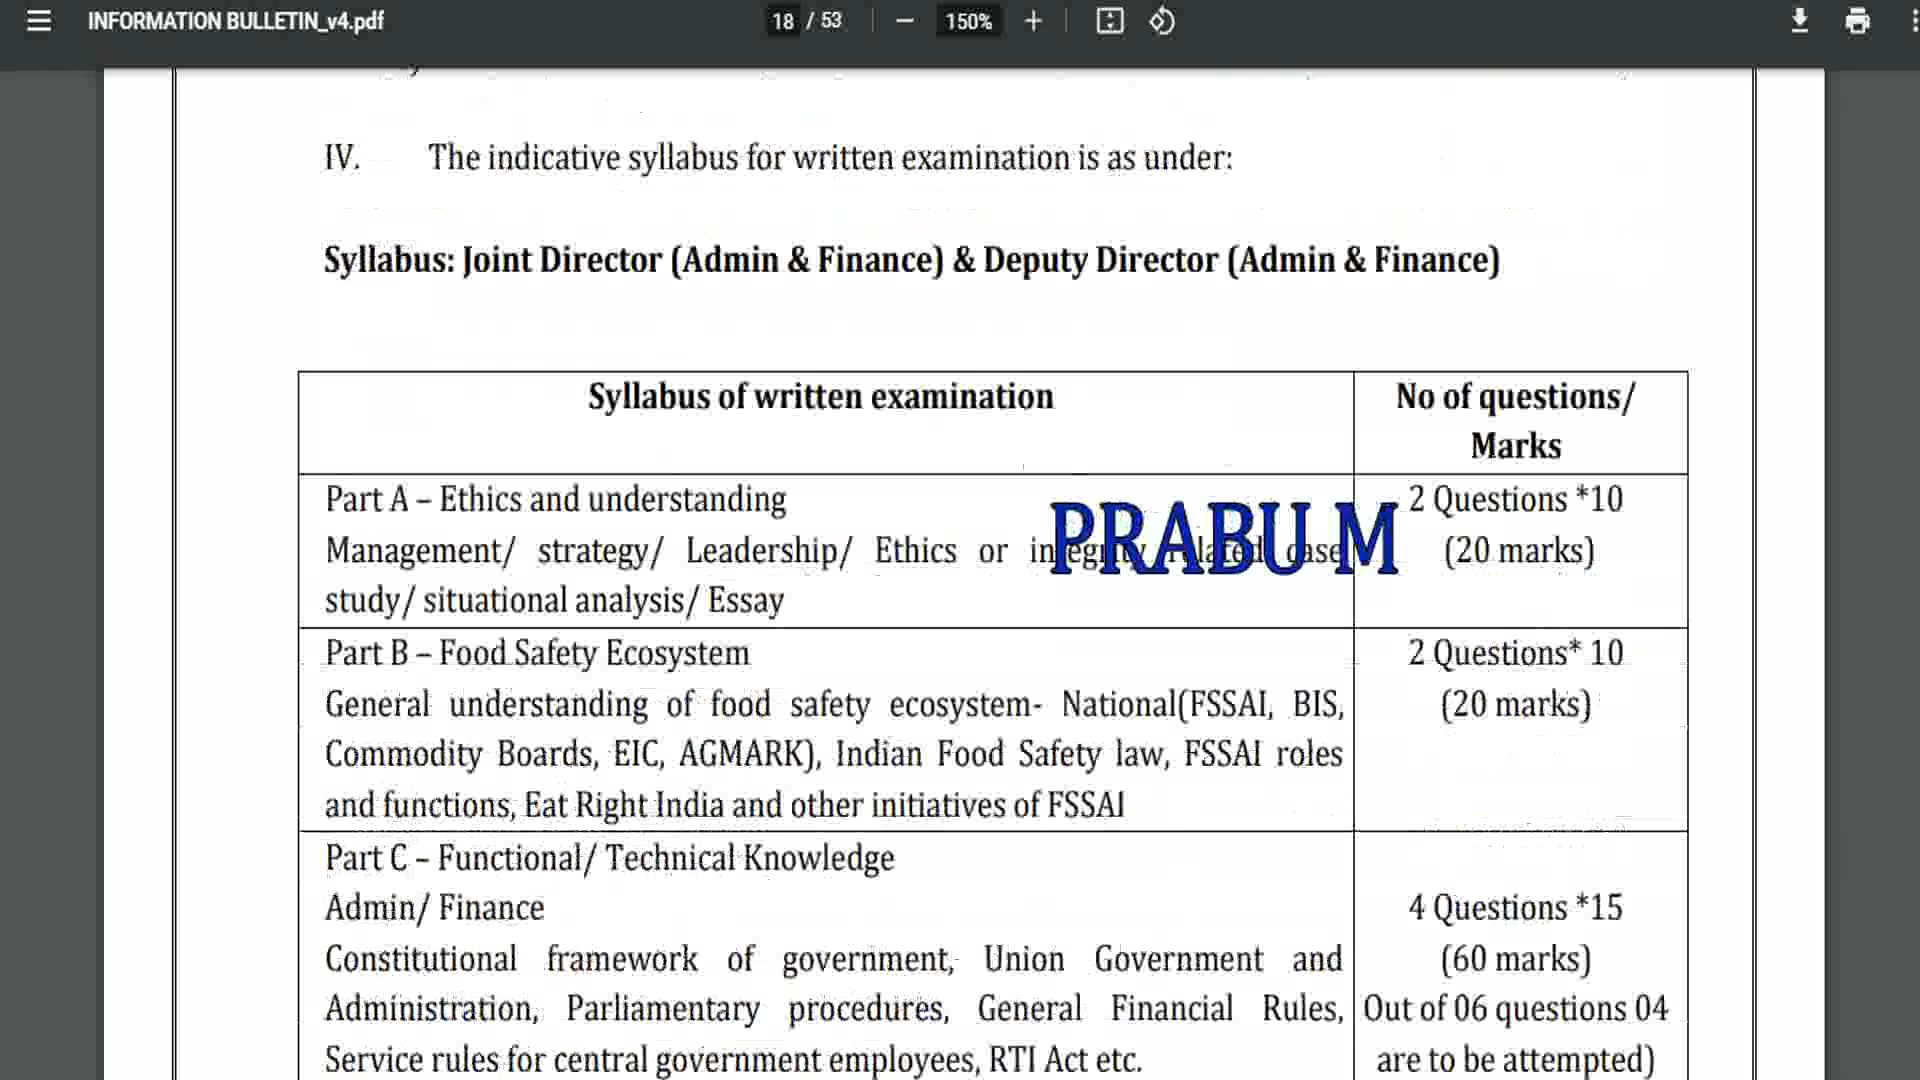 INFORMATION BULLETIN_v4.pdf
18 / 53
150%
IV. The indicative syllabus for written examination is as under:
Syllabus: Joint Director (Admin & Finance) & Deputy Director (Admin & Finance)
Syllabus of written examination
No of questions/
Marks
Part A – Ethics and understanding
Management/ strategy/ Leadership/ Ethics or integrity related case
study/ situational analysis/ Essay
2 Questions *10
(20 marks)
PRABU M
Part B – Food Safety Ecosystem
General understanding of food safety ecosystem- National(FSSAI, BIS,
Commodity Boards, EIC, AGMARK), Indian Food Safety law, FSSAI roles
and functions, Eat Right India and other initiatives of FSSAI
2 Questions* 10
(20 marks)
Part C – Functional/ Technical Knowledge
Admin/ Finance
Constitutional framework of government, Union Government and
Administration, Parliamentary procedures, General Financial Rules,
Service rules for central government employees, RTI Act etc.
4 Questions *15
(60 marks)
Out of 06 questions 04
are to be attempted)